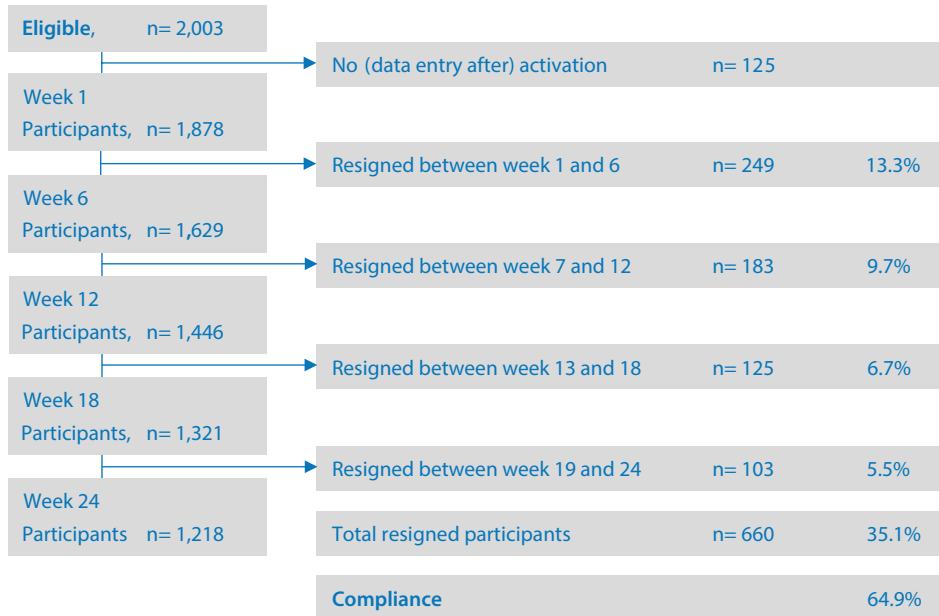 Eligible, n= 2,003
No (data entry after) activation n= 125
Week 1
Participants, n= 1,878
Resigned between week 1 and 6 n= 249 13.3%
Week 6
Participants, n= 1,629
Resigned between week 7 and 12 n= 183 9.7%
Week 12
Participants, n= 1,446
Resigned between week 13 and 18 n= 125 6.7%
Week 18
Participants, n= 1,321
Resigned between week 19 and 24 n= 103 5.5%
Week 24
Participants n= 1,218
Total resigned participants n= 660 35.1%
Compliance 64.9%